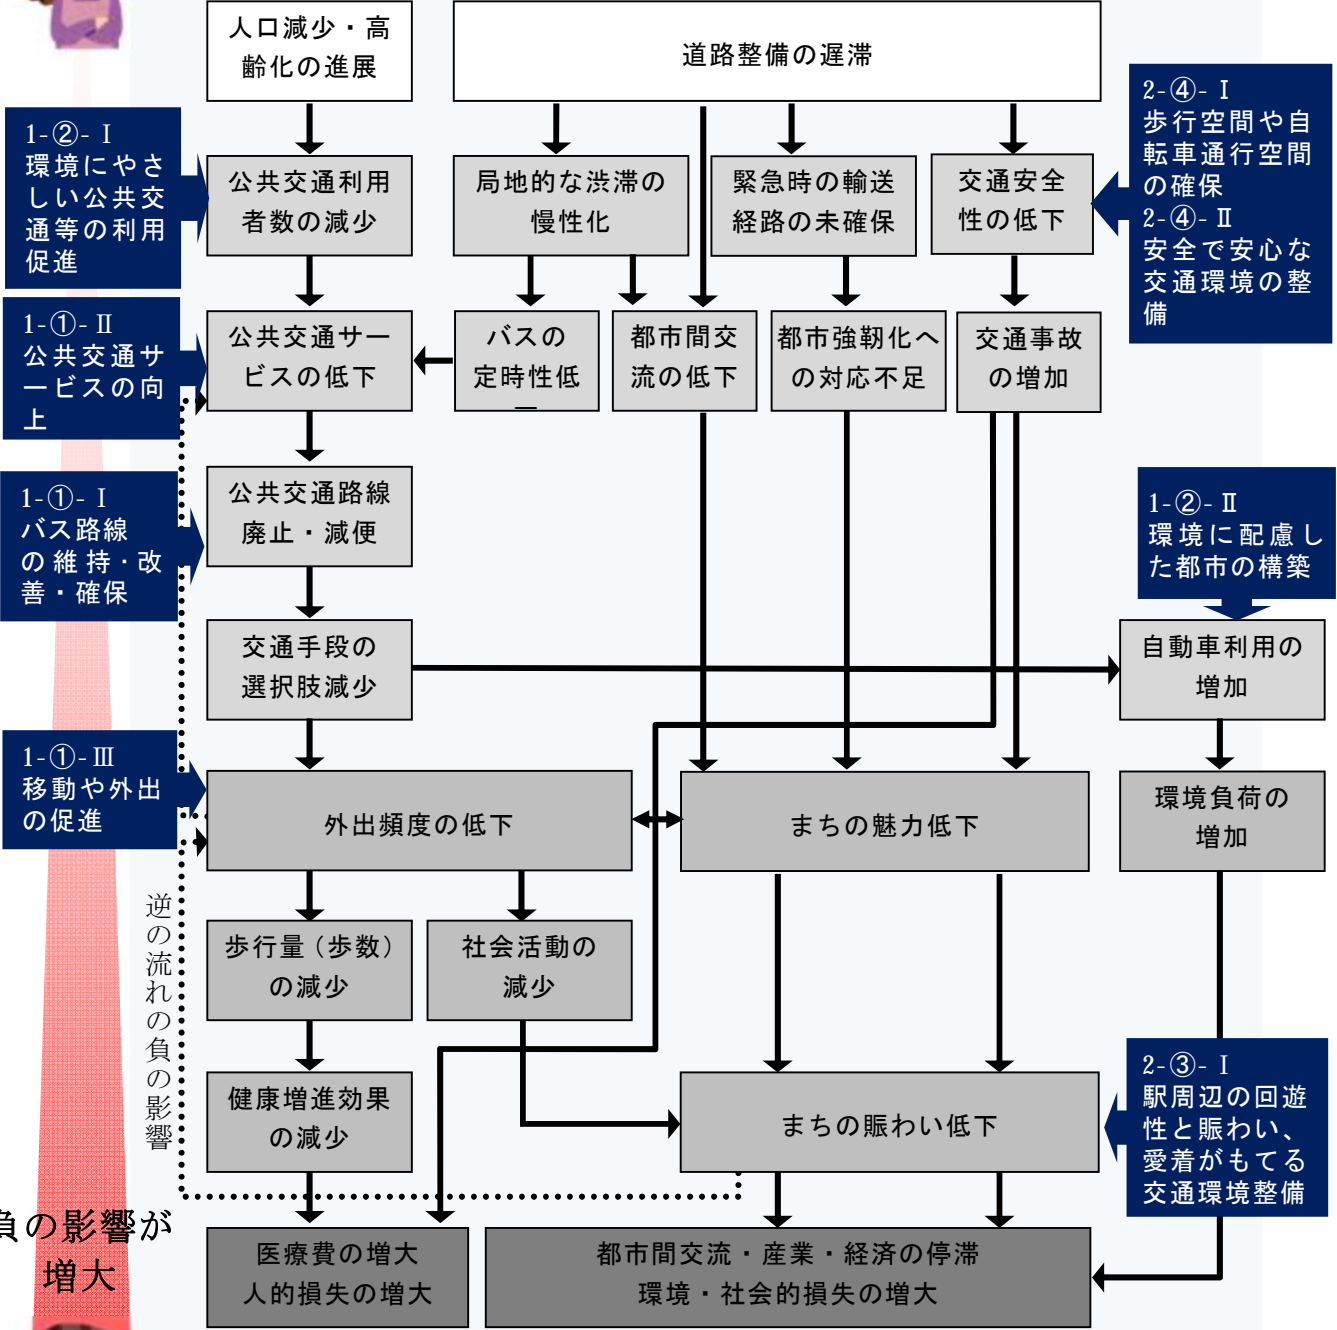 人口減少・高
齢化の進展
道路整備の遅滞
1-②-Ⅰ
環境にやさ
しい公共交
通等の利用
促進
公共交通利用
者数の減少
局地的な渋滞の
慢性化
緊急時の輸送
経路の未確保
交通安全
性の低下
2-④-Ⅰ
歩行空間や自
転車通行空間
の確保
2-④-Ⅱ
安全で安心な
交通環境の整
備
1-①-Ⅱ
公共交通サ
ービスの向
上
公共交通サー
ビスの低下
バスの
定時性低
都市間交
流の低下
都市強靭化へ
の対応不足
交通事故
の増加
1-①-Ⅰ
バス路線
の維持・改
善・確保
公共交通路線
廃止・減便
1-②-Ⅱ
環境に配慮し
た都市の構築
交通手段の
選択肢減少
自動車利用の
増加
1-①-Ⅲ
移動や外出
の促進
外出頻度の低下
まちの魅力低下
環境負荷の
増加
逆の流れの負の影響
歩行量（歩数）
の減少
社会活動の
減少
健康増進効果
の減少
まちの賑わい低下
2-③-Ⅰ
駅周辺の回遊
性と賑わい、
愛着がもてる
交通環境整備
負の影響が
増大
医療費の増大
人的損失の増大
都市間交流・産業・経済の停滞
環境・社会的損失の増大